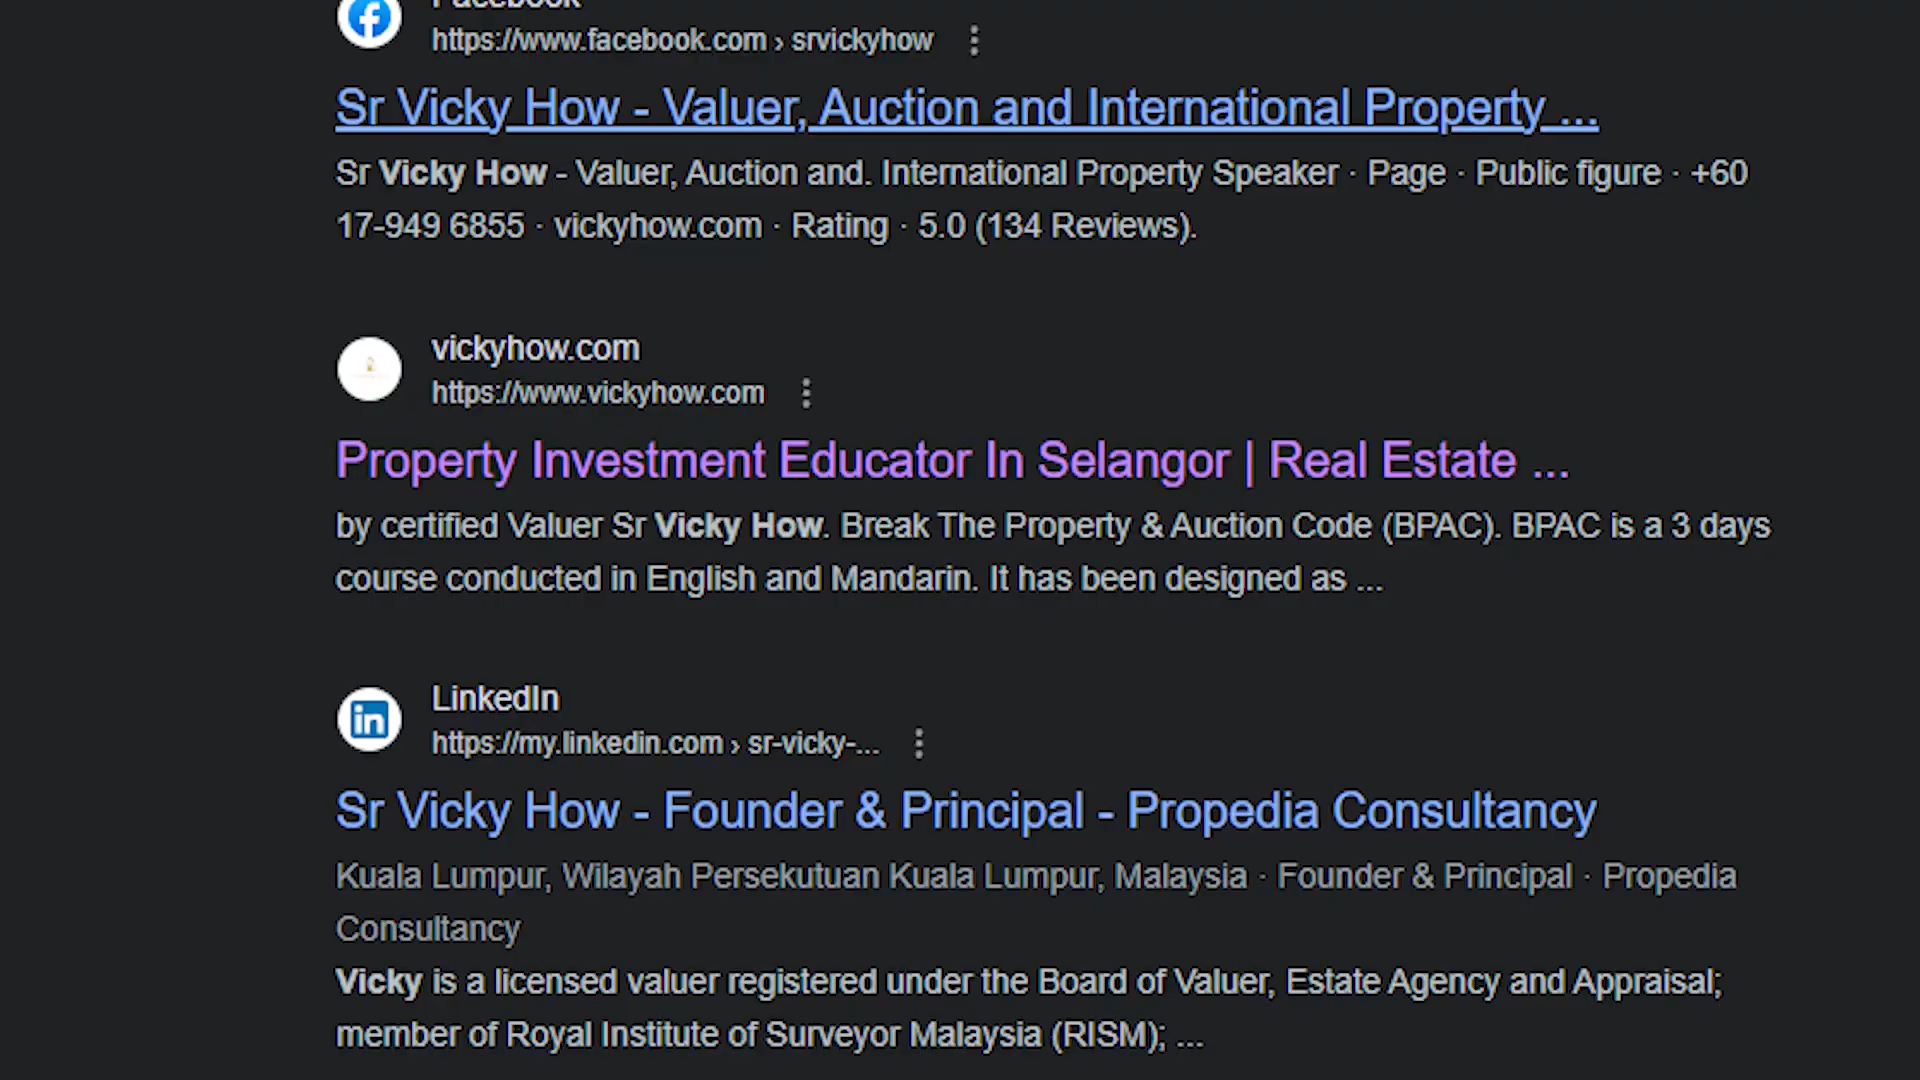 Facebook
https://www.facebook.com › srvickyhow
Sr Vicky How - Valuer, Auction and International Property ...
Sr Vicky How - Valuer, Auction and. International Property Speaker · Page · Public figure · +60
17-949 6855 · vickyhow.com · Rating · 5.0 (134 Reviews).
vickyhow.com
https://www.vickyhow.com
Property Investment Educator In Selangor | Real Estate ...
by certified Valuer Sr Vicky How. Break The Property & Auction Code (BPAC). BPAC is a 3 days
course conducted in English and Mandarin. It has been designed as ...
LinkedIn
https://my.linkedin.com › sr-vicky-...
Sr Vicky How - Founder & Principal - Propedia Consultancy
Kuala Lumpur, Wilayah Persekutuan Kuala Lumpur, Malaysia · Founder & Principal · Propedia
Consultancy
Vicky is a licensed valuer registered under the Board of Valuer, Estate Agency and Appraisal;
member of Royal Institute of Surveyor Malaysia (RISM); ...